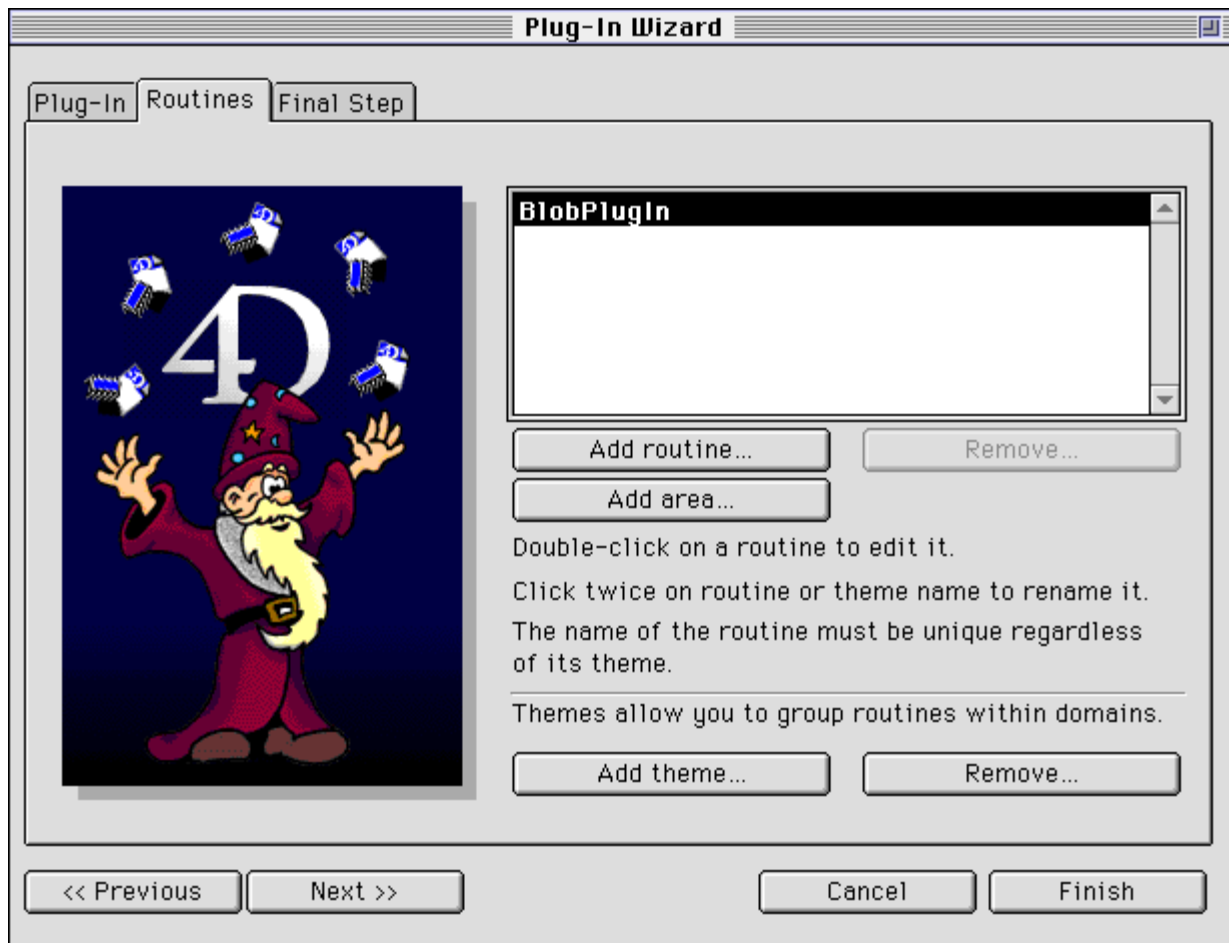 Plug-In Wizard
Plug-In
Routines
Final Step
4D
BlobPlugIn
Add routine...
Remove...
Add area...
Double-click on a routine to edit it.
Click twice on routine or theme name to rename it.
The name of the routine must be unique regardless
of its theme.
Themes allow you to group routines within domains.
Add theme...
Remove...
<< Previous
Next >>
Cancel
Finish